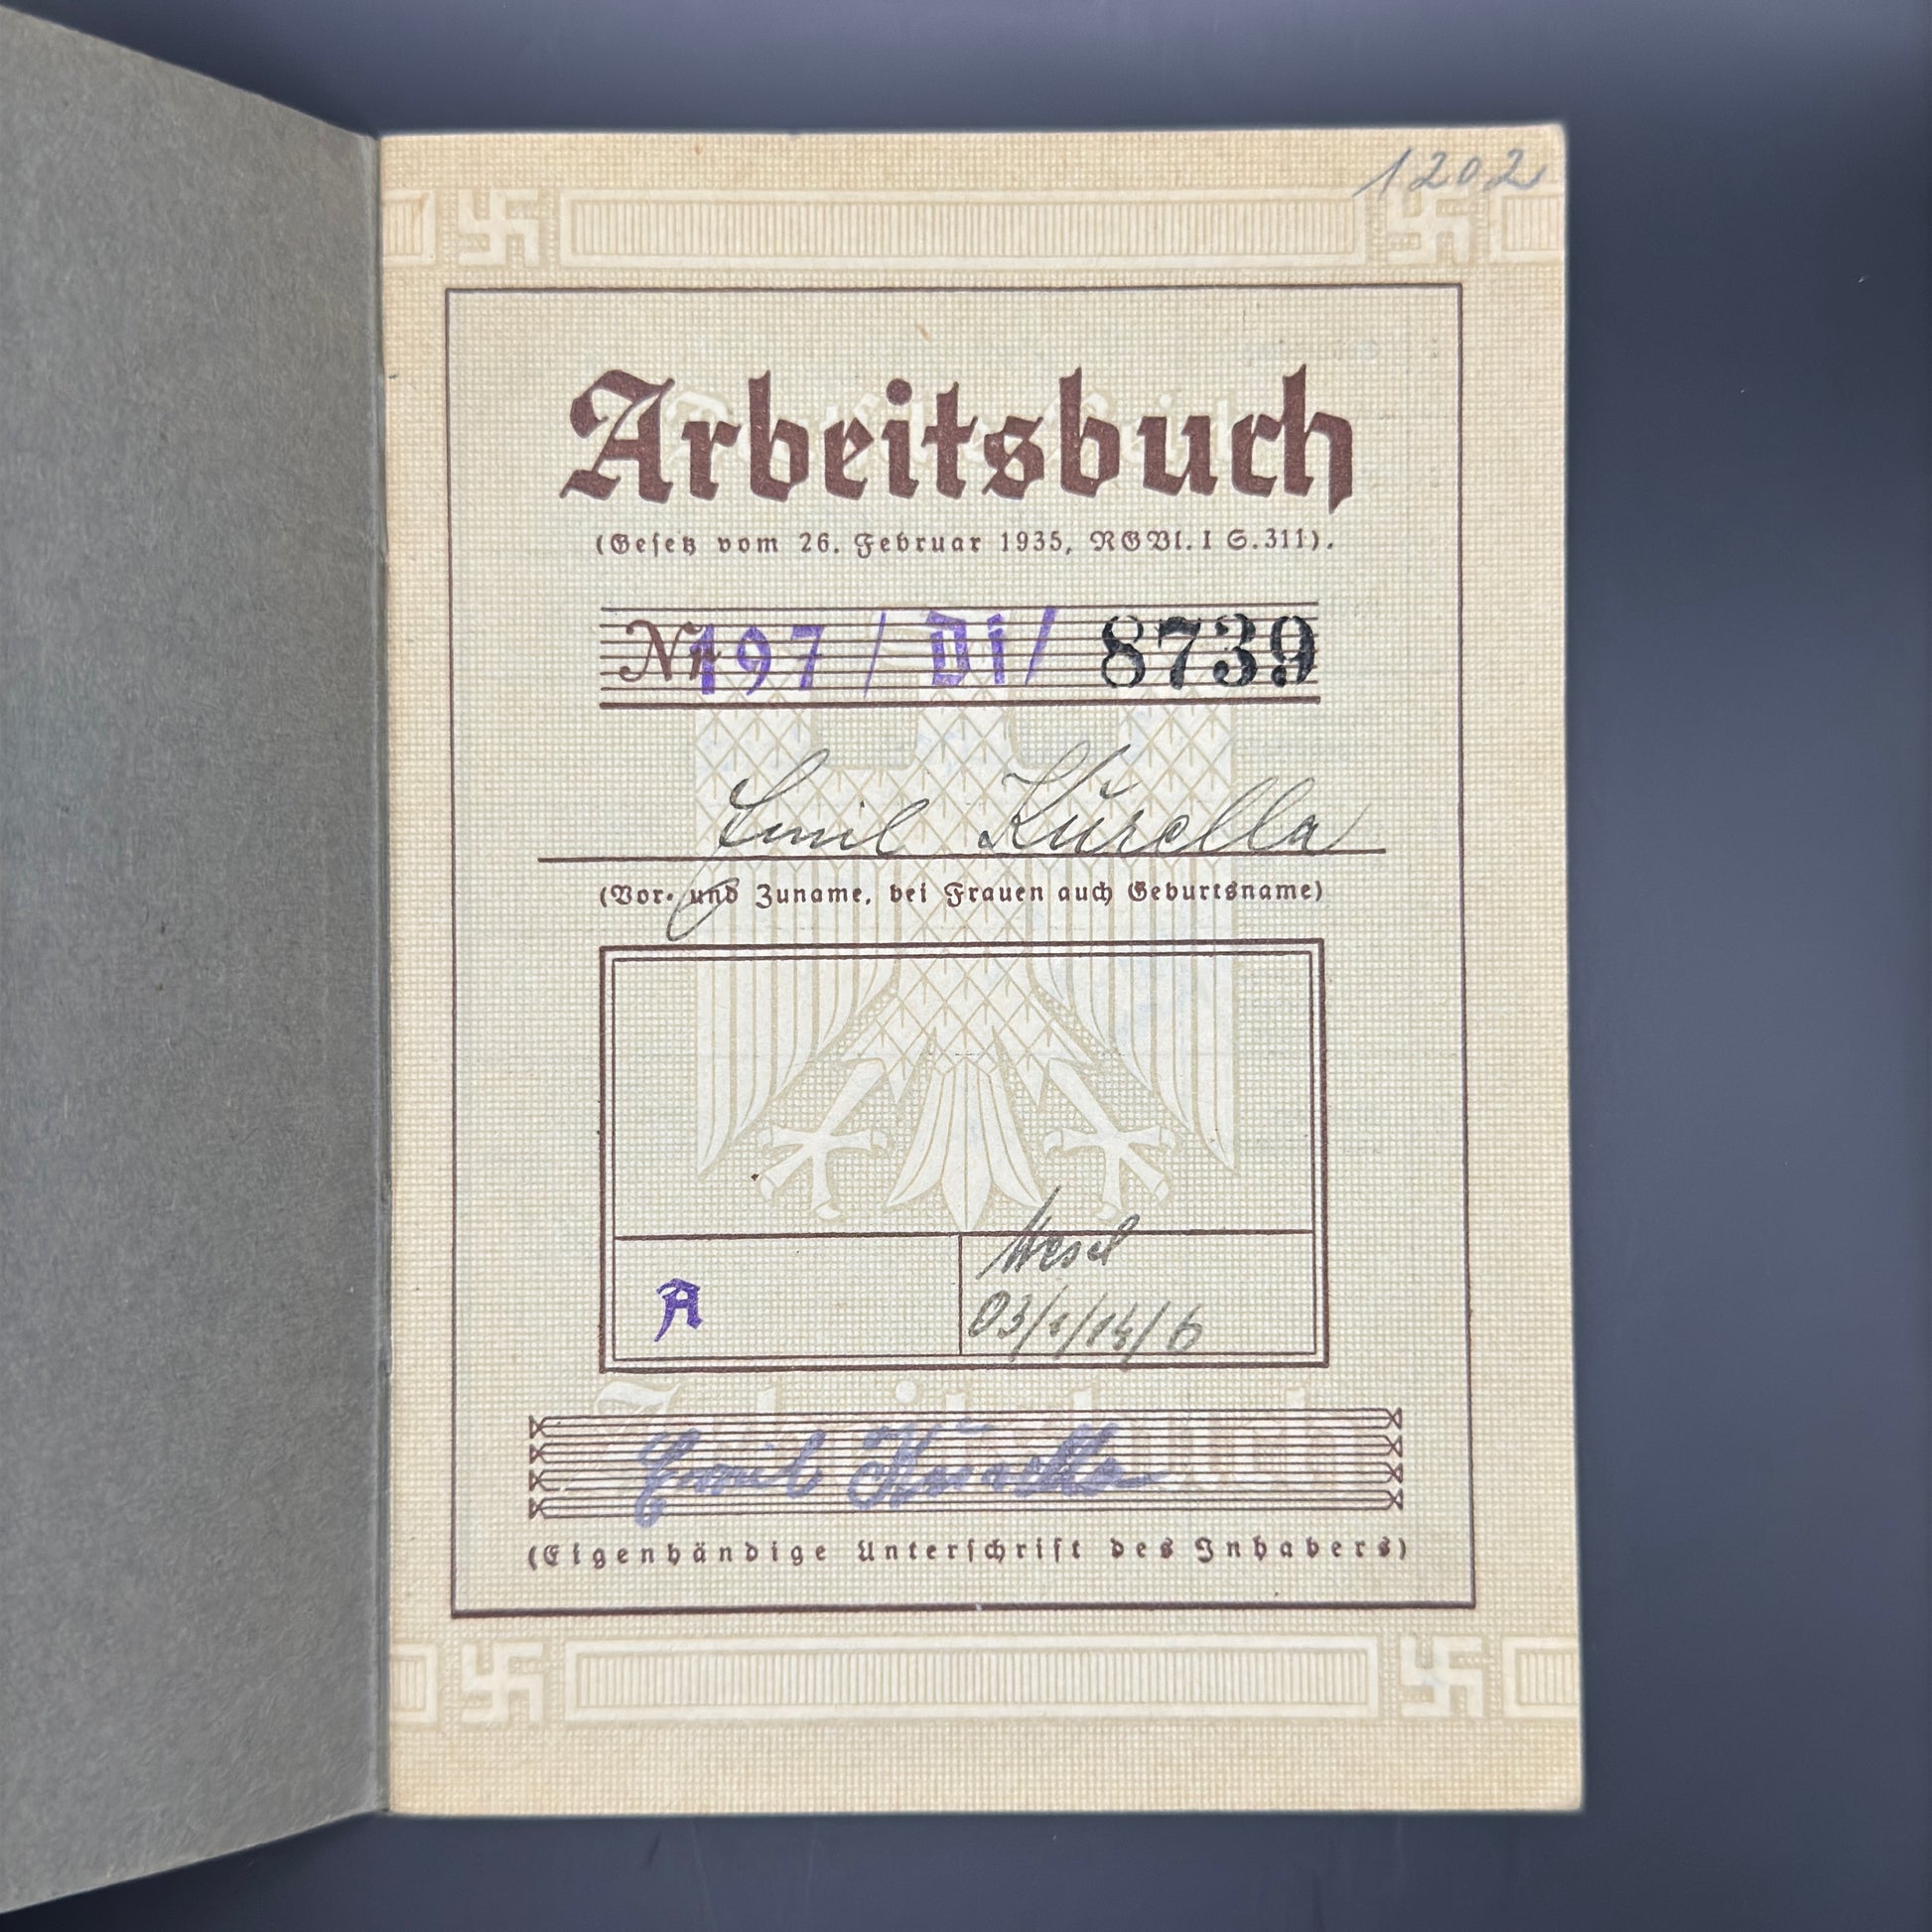 1202
Arbeitsbuch
(Gesetz vom 26. Februar 1935, RGBl. I S. 311).
Nr. 197 / DI / 8739
Emil Kurella
(Vor- und Zuname, bei Frauen auch Geburtsname)
Wesel
A
03/1/14/6
Emil Kurella
(Eigenhändige Unterschrift des Inhabers)